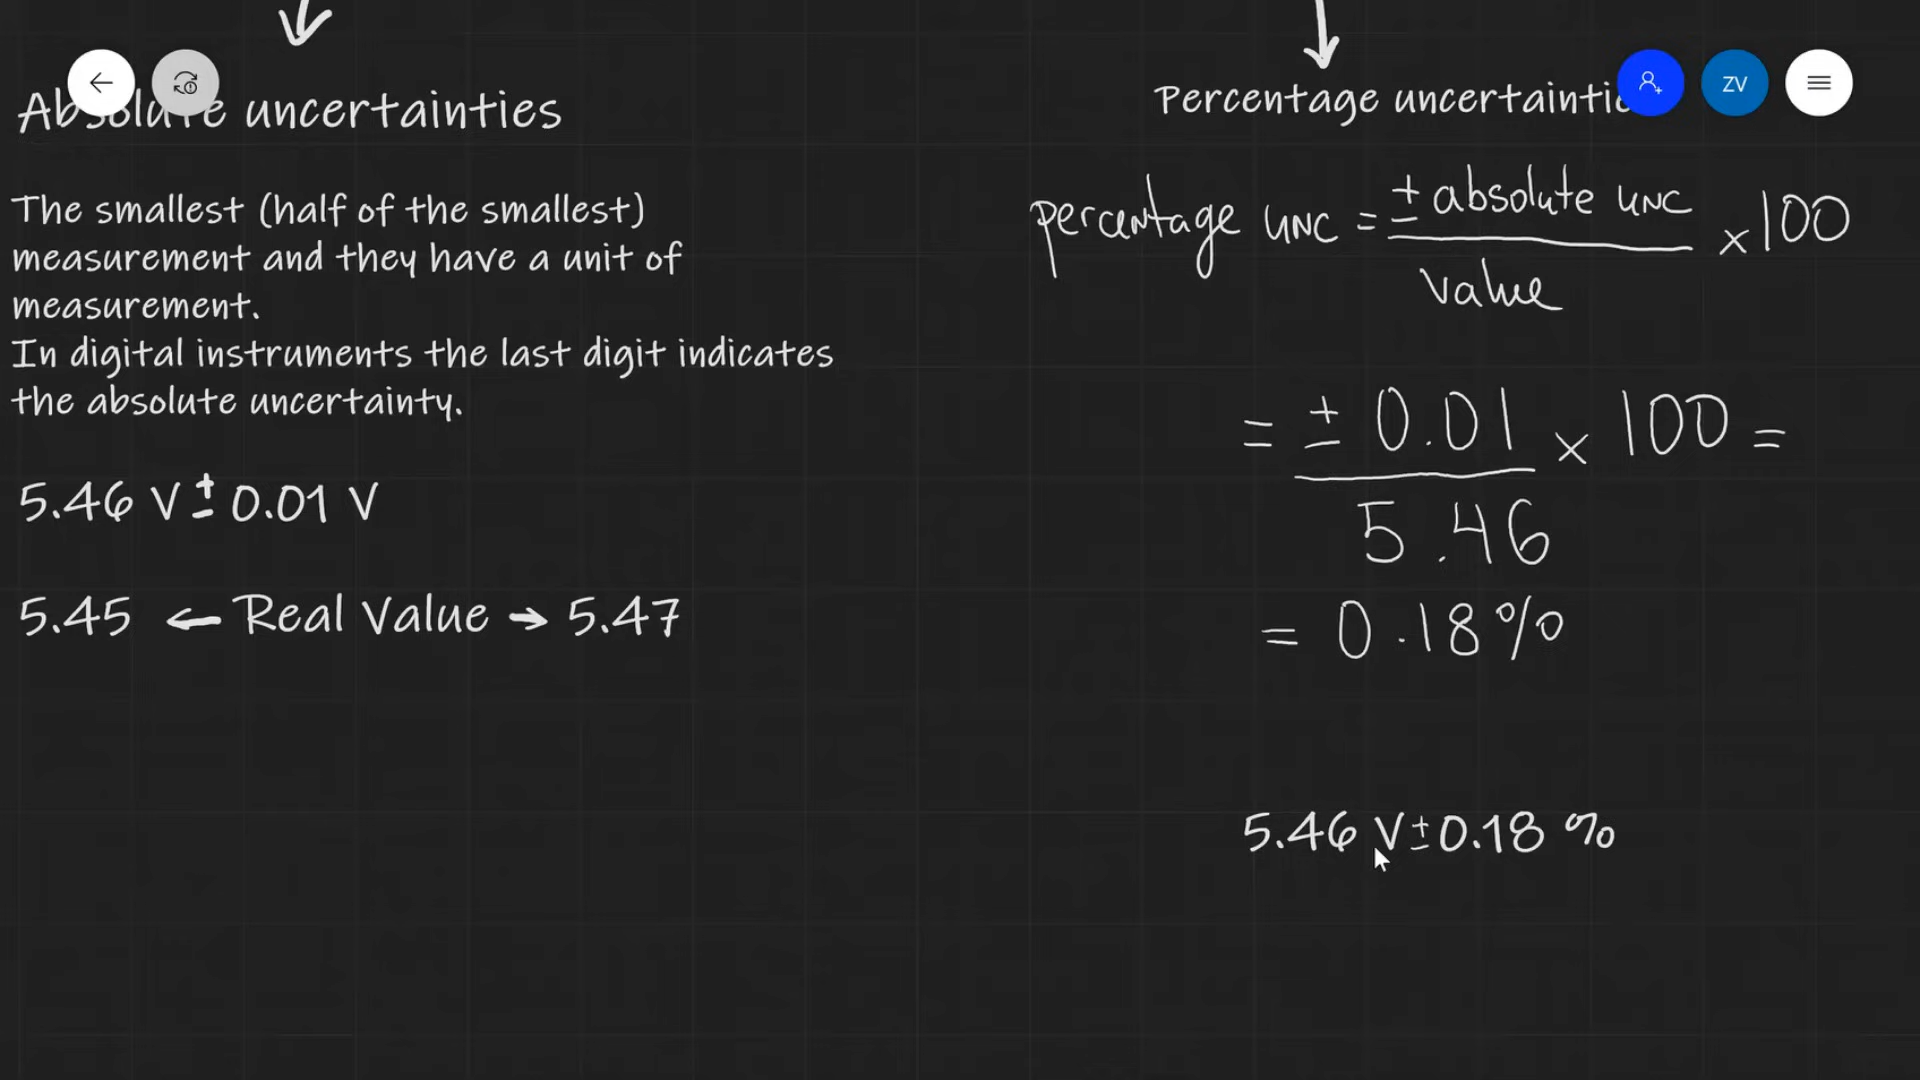 Absolute uncertainties
The smallest (half of the smallest)
measurement and they have a unit of
measurement.
In digital instruments the last digit indicates
the absolute uncertainty.
5.46 V ± 0.01 V
5.45 ← Real Value → 5.47
Percentage uncertaintie
ZV
percentage unc = ± absolute unc / value × 100
= ± 0.01 / 5.46 × 100 =
= 0.18%
5.46 V ± 0.18 %